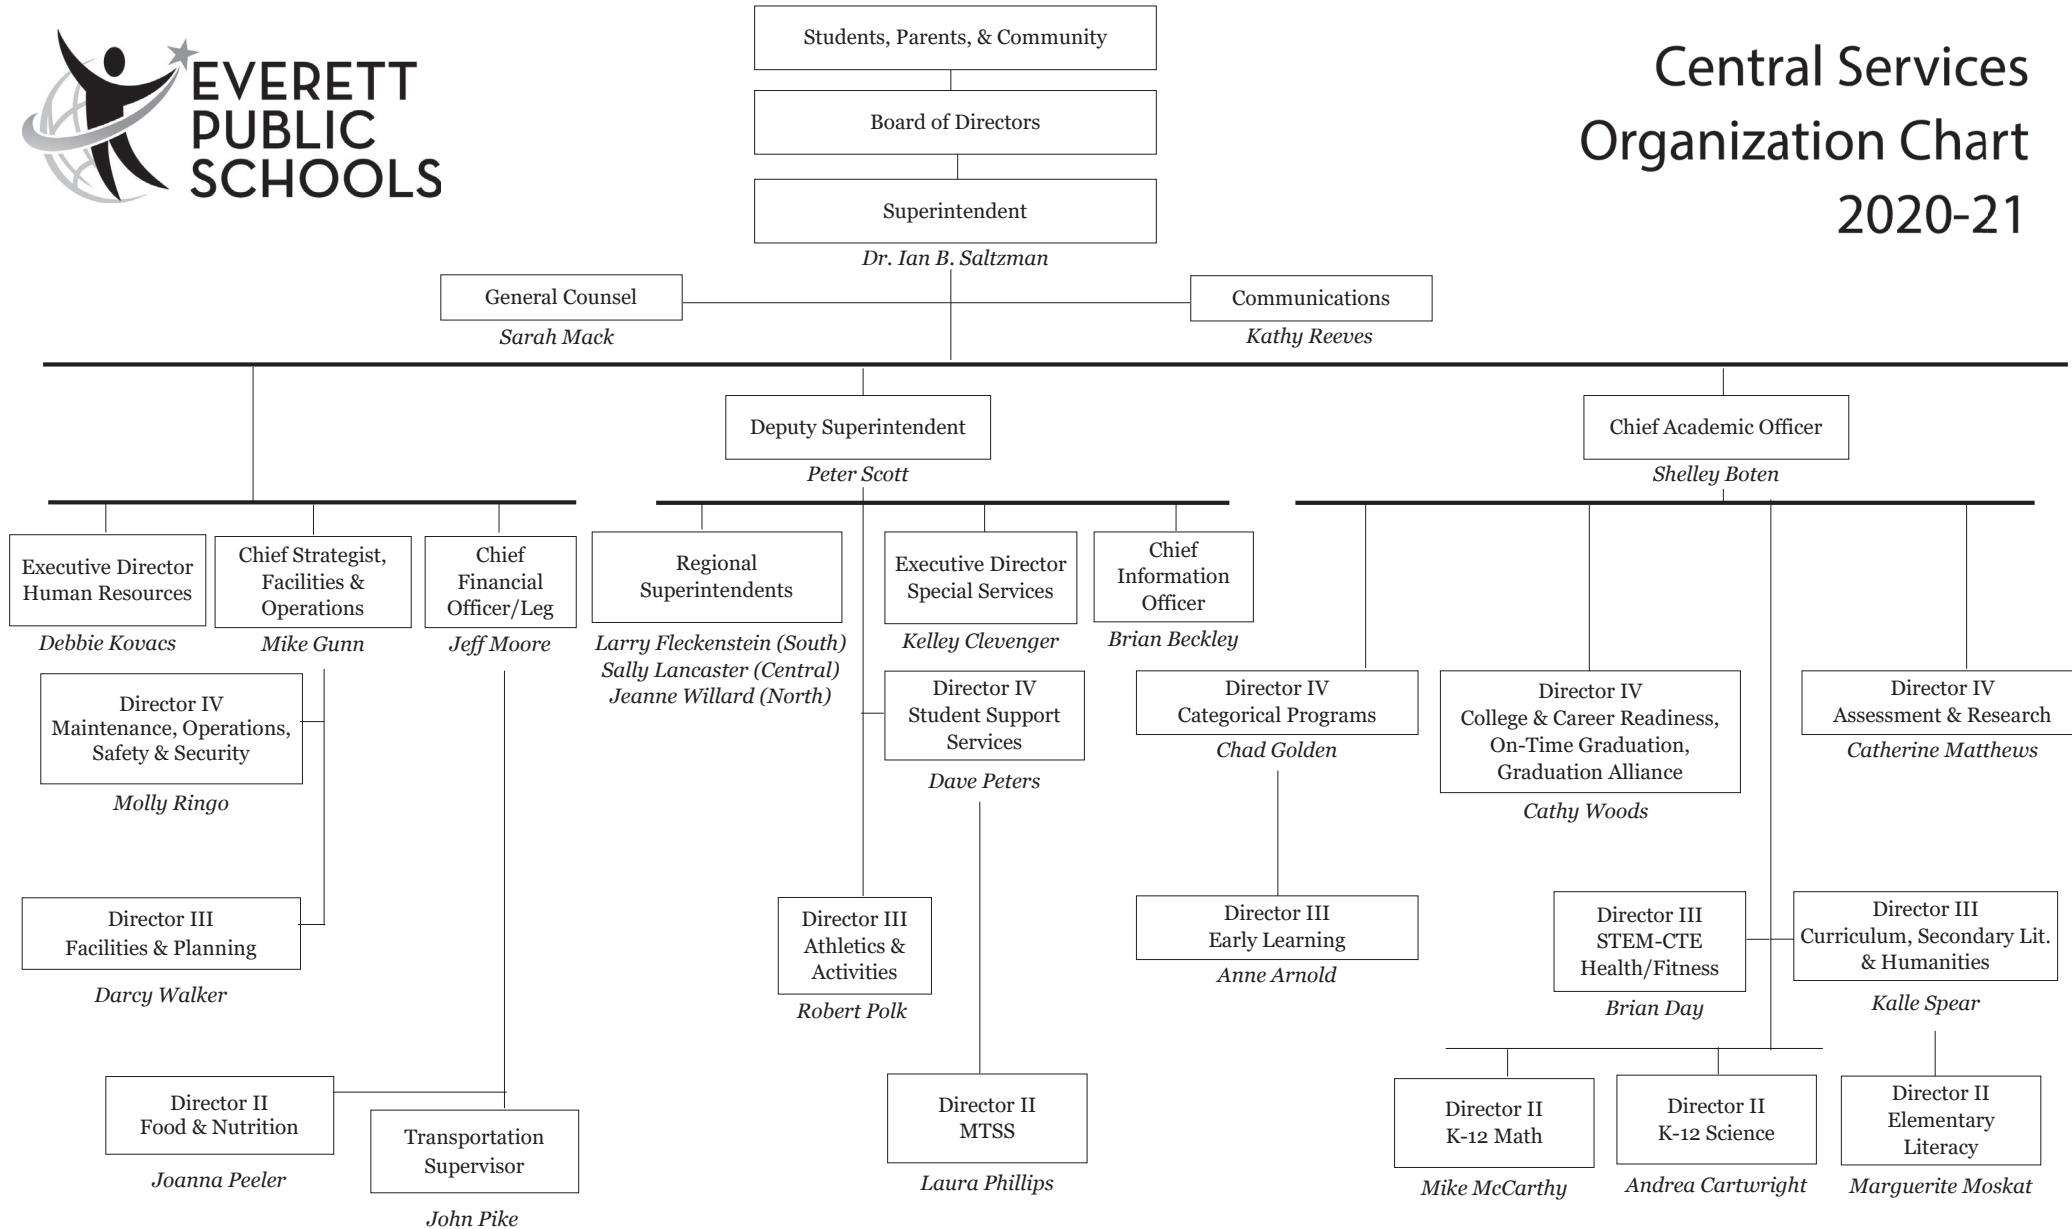 EVERETT
PUBLIC
SCHOOLS
Central Services
Organization Chart
2020-21
Students, Parents, & Community
Board of Directors
Superintendent
Dr. Ian B. Saltzman
General Counsel
Sarah Mack
Communications
Kathy Reeves
Deputy Superintendent
Peter Scott
Chief Academic Officer
Shelley Boten
Executive Director
Human Resources
Debbie Kovacs
Chief Strategist,
Facilities &
Operations
Mike Gunn
Chief
Financial
Officer/Leg
Jeff Moore
Regional
Superintendents
Larry Fleckenstein (South)
Sally Lancaster (Central)
Jeanne Willard (North)
Executive Director
Special Services
Kelley Clevenger
Chief
Information
Officer
Brian Beckley
Director IV
Maintenance, Operations,
Safety & Security
Molly Ringo
Director IV
Student Support
Services
Dave Peters
Director IV
Categorical Programs
Chad Golden
Director IV
College & Career Readiness,
On-Time Graduation,
Graduation Alliance
Cathy Woods
Director IV
Assessment & Research
Catherine Matthews
Director III
Facilities & Planning
Darcy Walker
Director III
Athletics &
Activities
Robert Polk
Director III
Early Learning
Anne Arnold
Director III
STEM-CTE
Health/Fitness
Brian Day
Director III
Curriculum, Secondary Lit.
& Humanities
Kalle Spear
Director II
Food & Nutrition
Joanna Peeler
Transportation
Supervisor
John Pike
Director II
MTSS
Laura Phillips
Director II
K-12 Math
Mike McCarthy
Director II
K-12 Science
Andrea Cartwright
Director II
Elementary
Literacy
Marguerite Moskat